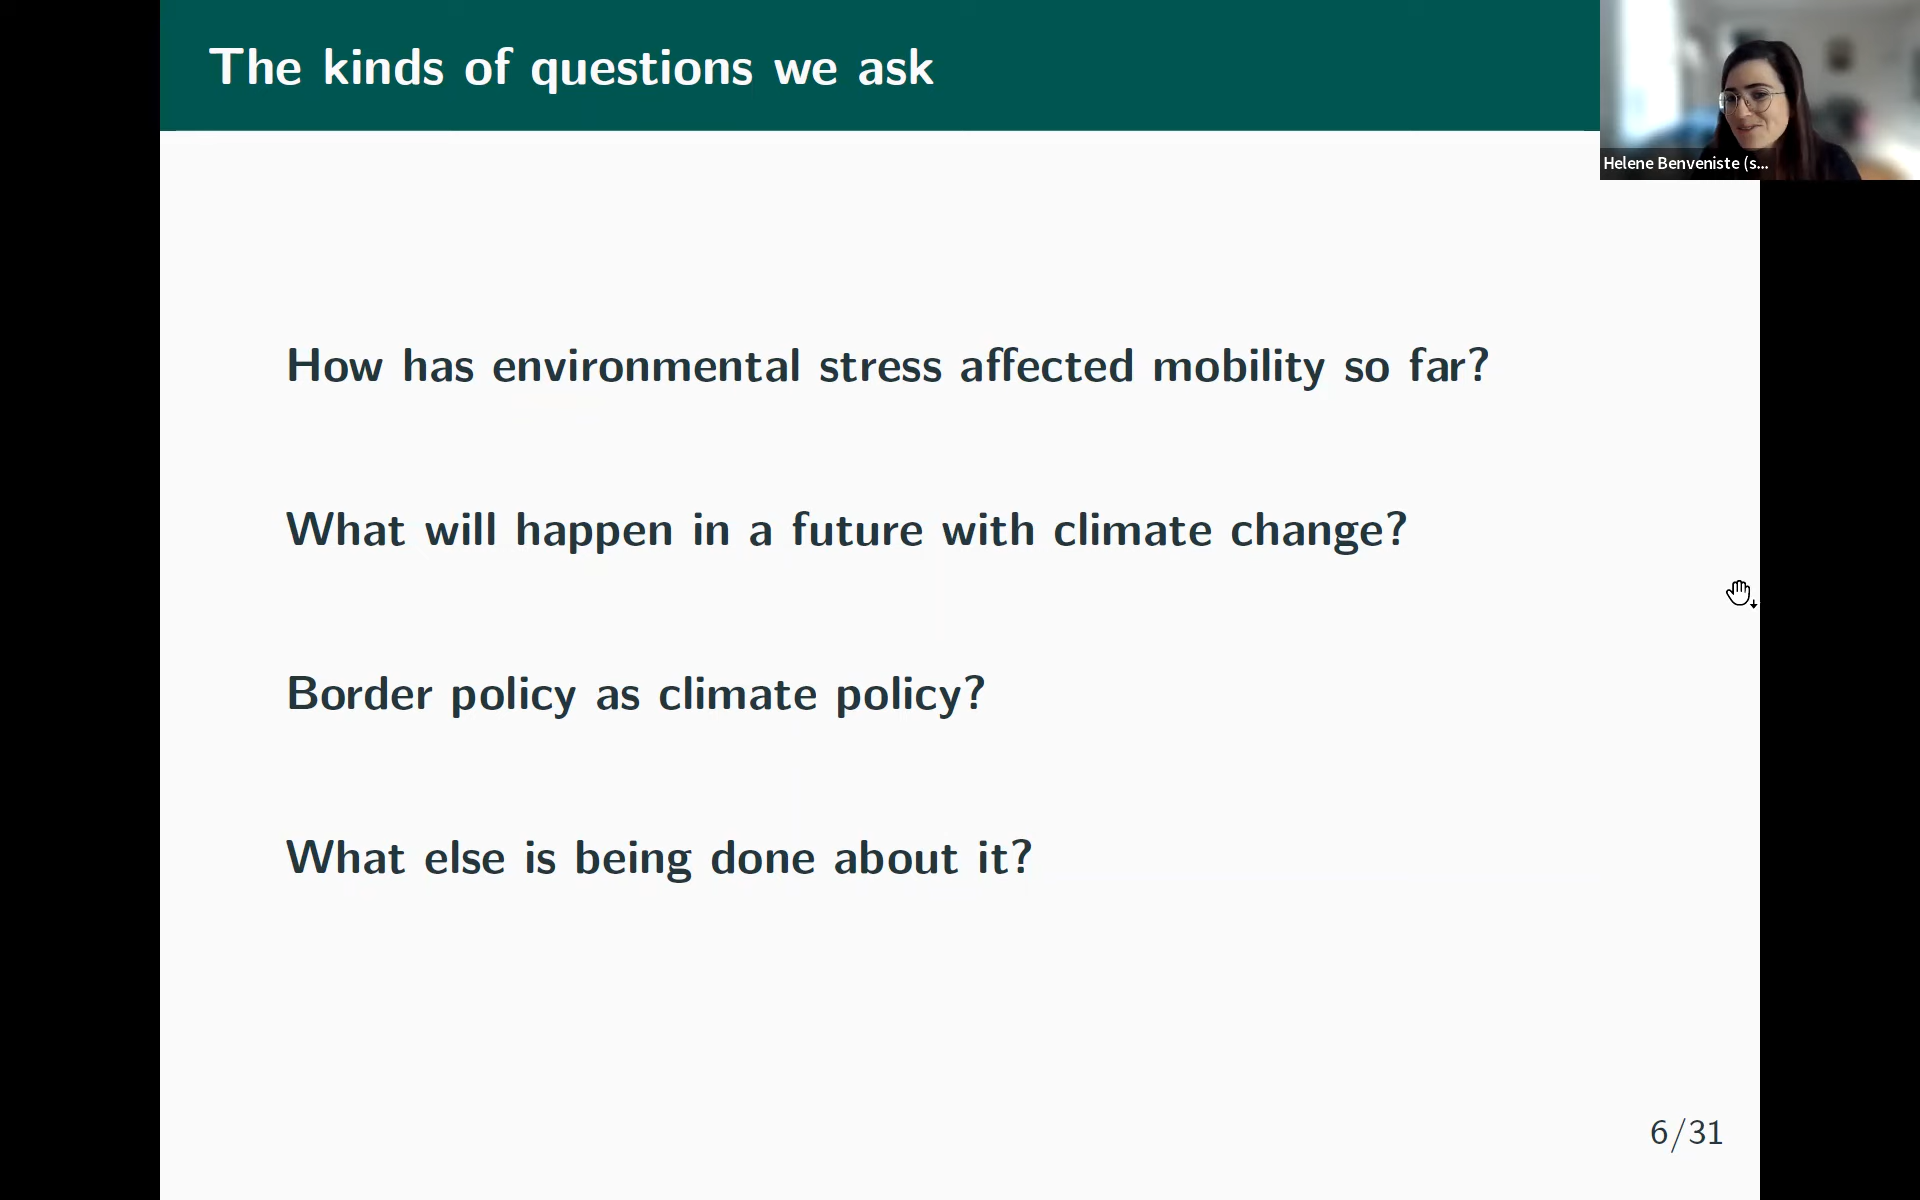 The kinds of questions we ask
Helene Benveniste (s...
How has environmental stress affected mobility so far?
What will happen in a future with climate change?
Border policy as climate policy?
What else is being done about it?
6/31